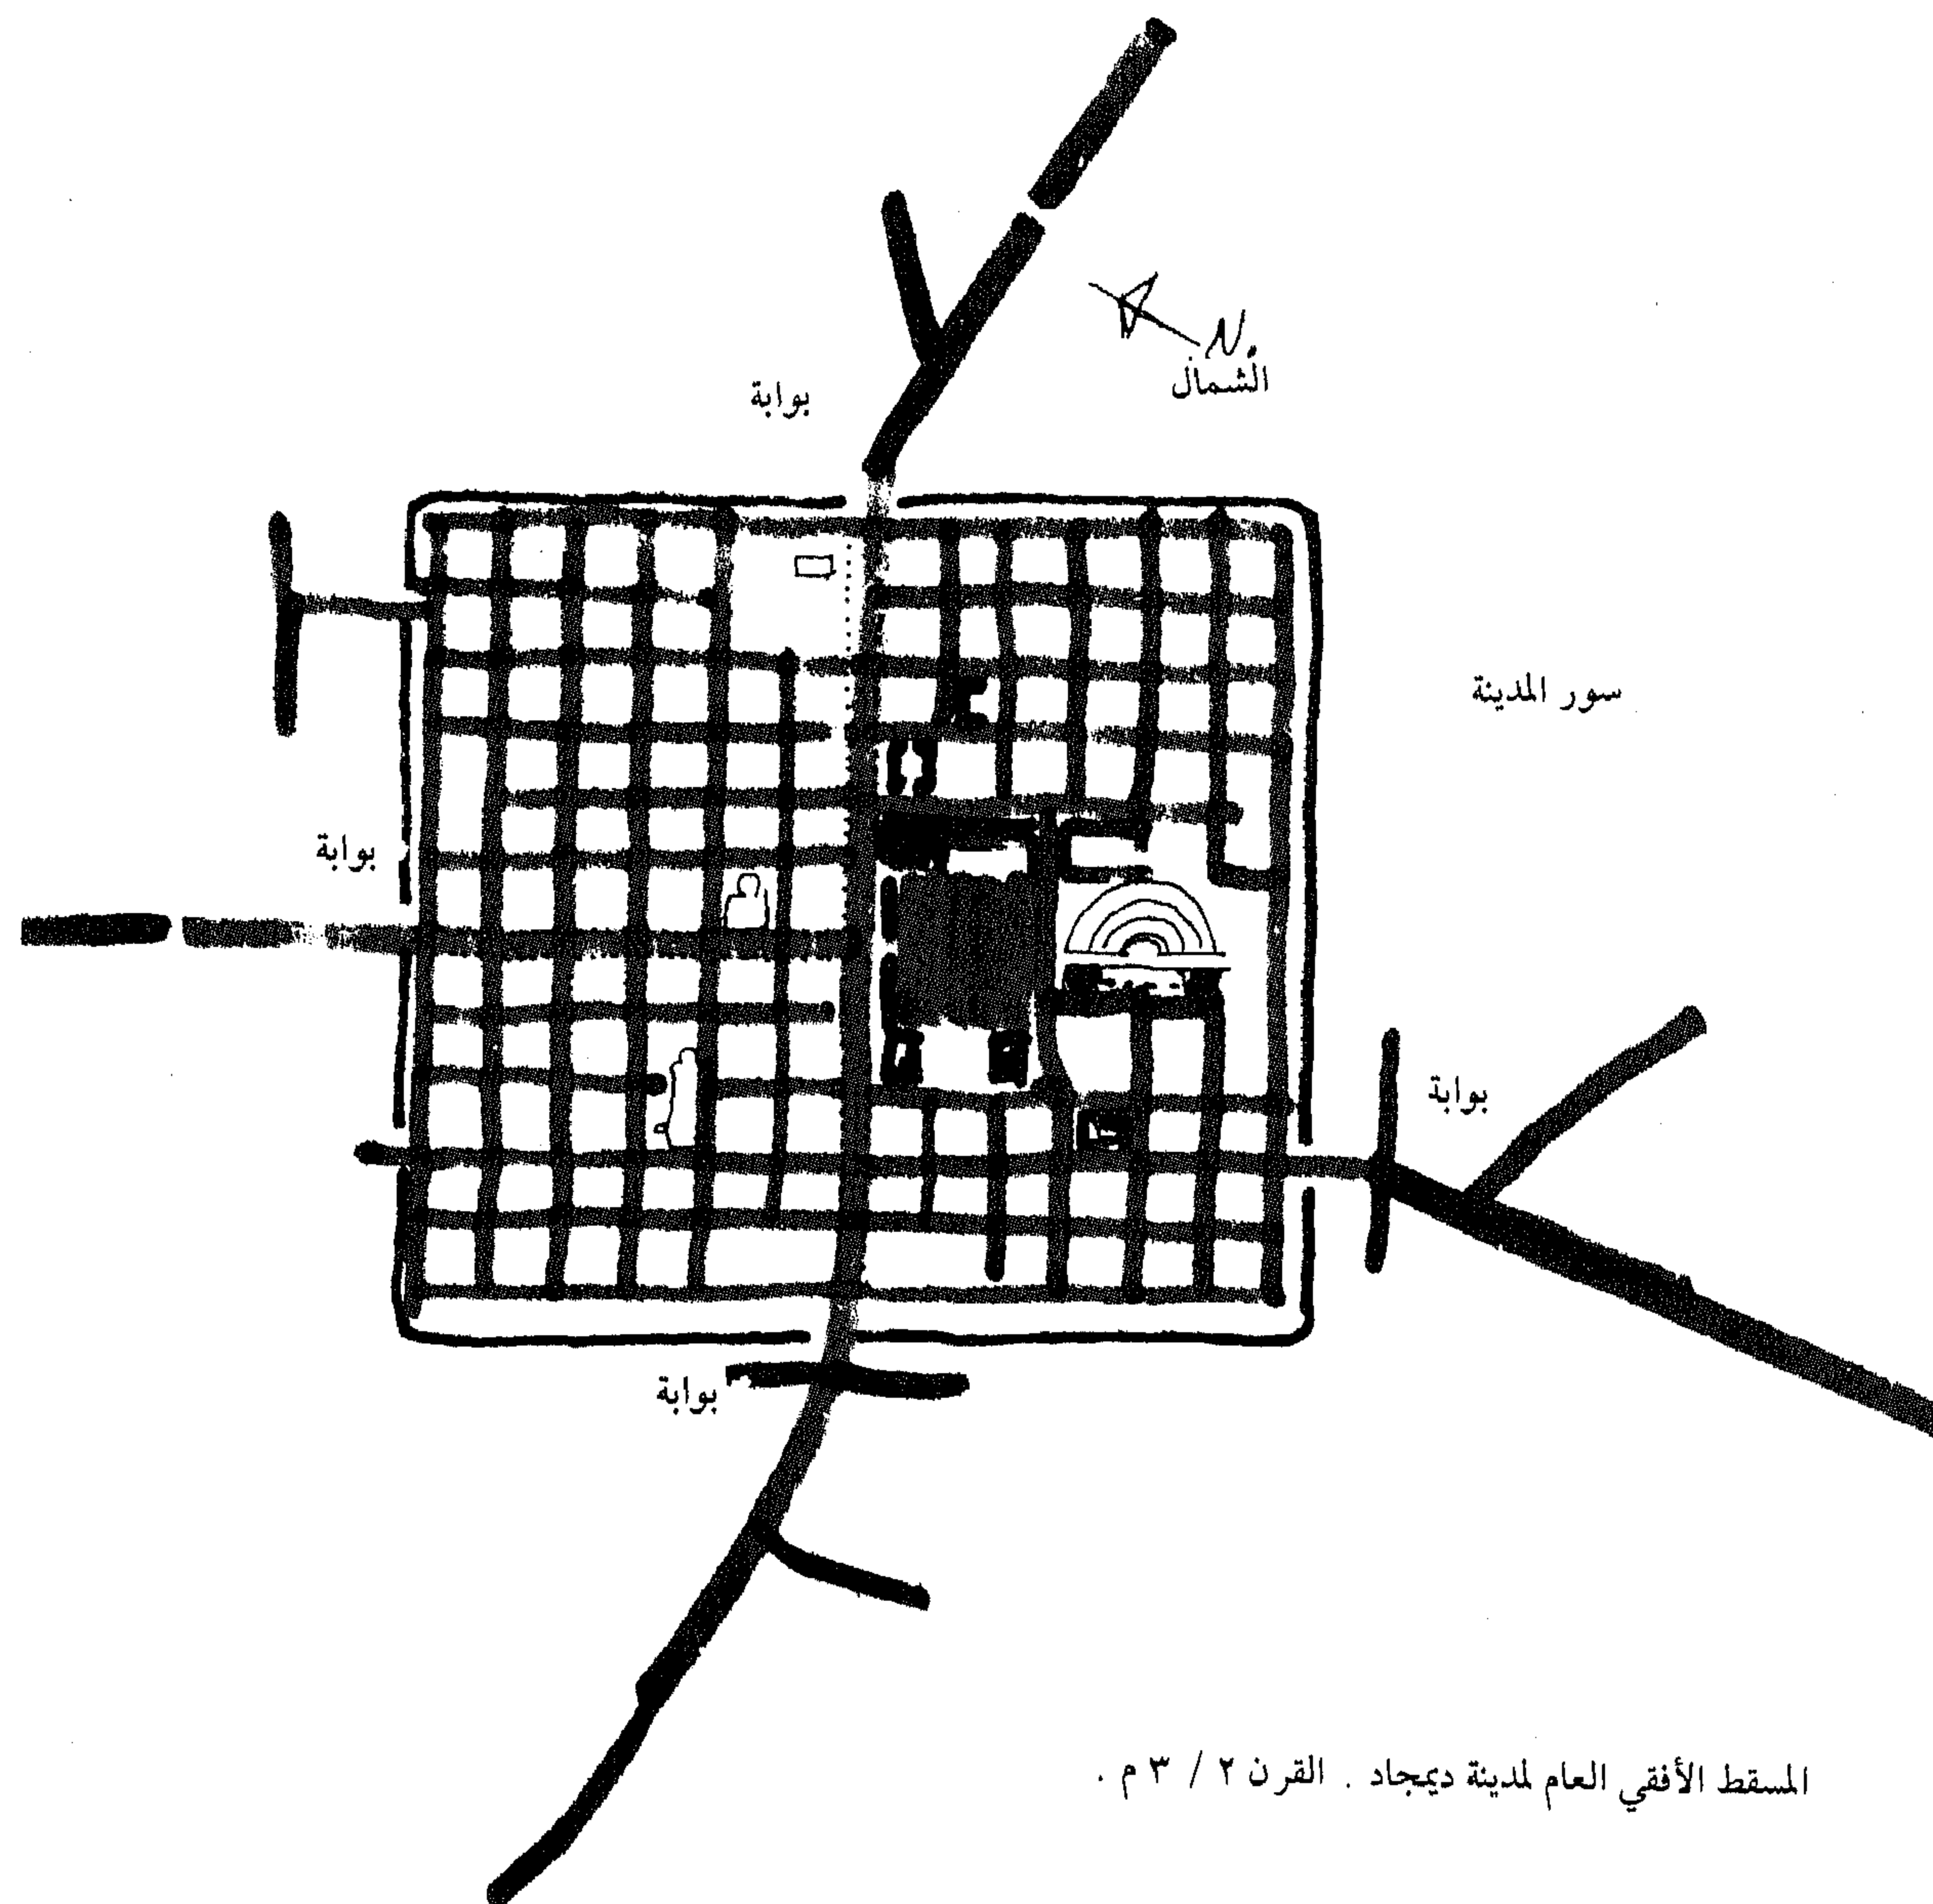 N.
الشمال
بوابة
سور المدينة
بوابة
بوابة
بوابة
المسقط الأفقي العام لمدينة ديمجاد . القرن ٢ / ٣ م .